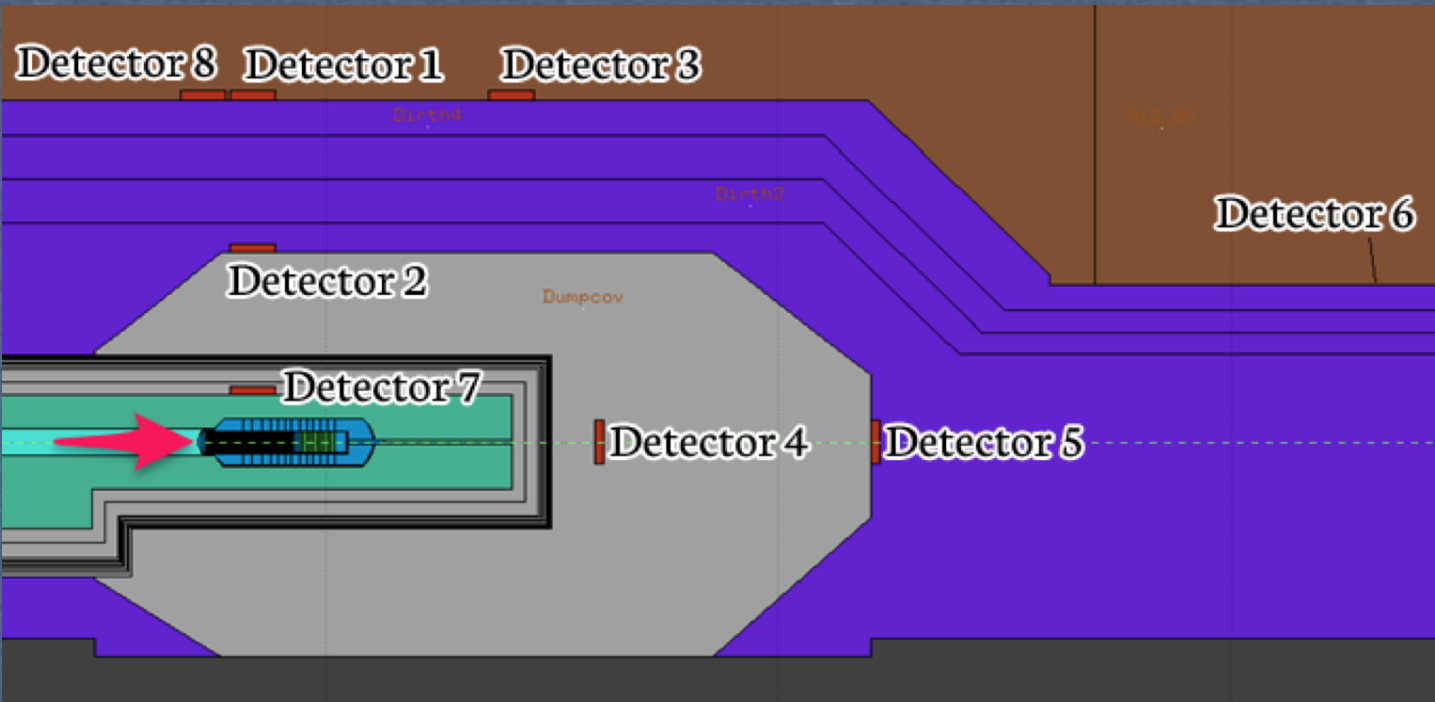 Detector 8
Detector 1
Detector 3
Dirth4
Dirth2
Detector 6
Detector 2
Dumpcov
Detector 7
Detector 4
Detector 5